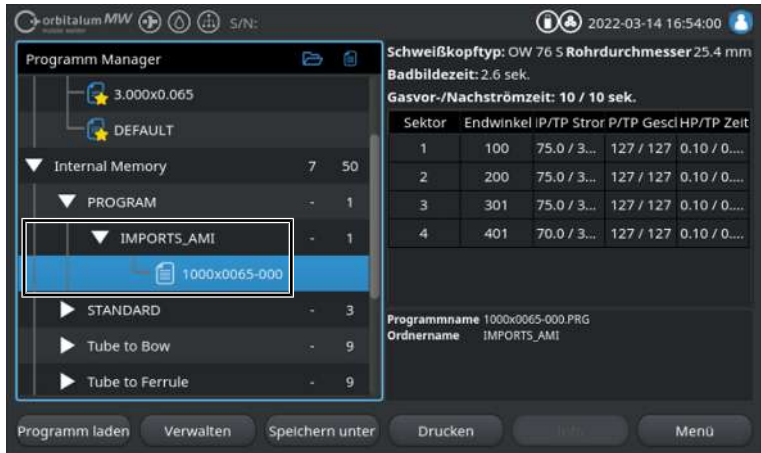 orbitalum MW S/N: 2022-03-14 16:54:00
Programm Manager
3.000x0.065
DEFAULT
Internal Memory 7 50
PROGRAM - 1
IMPORTS_AMI - 1
1000x0065-000
STANDARD - 3
Tube to Bow - 9
Tube to Ferrule - 9
Schweißkopftyp: OW 76 S Rohrdurchmesser 25.4 mm
Badbildezeit: 2.6 sek.
Gasvor-/Nachströmzeit: 10 / 10 sek.
Sektor Endwinkel IP/TP Stror P/TP Gescl HP/TP Zeit
1 100 75.0 / 3... 127 / 127 0.10 / 0....
2 200 75.0 / 3... 127 / 127 0.10 / 0....
3 301 75.0 / 3... 127 / 127 0.10 / 0....
4 401 70.0 / 3... 127 / 127 0.10 / 0....
Programmname 1000x0065-000.PRG
Ordnername IMPORTS_AMI
Programm laden Verwalten Speichern unter Drucken Menü